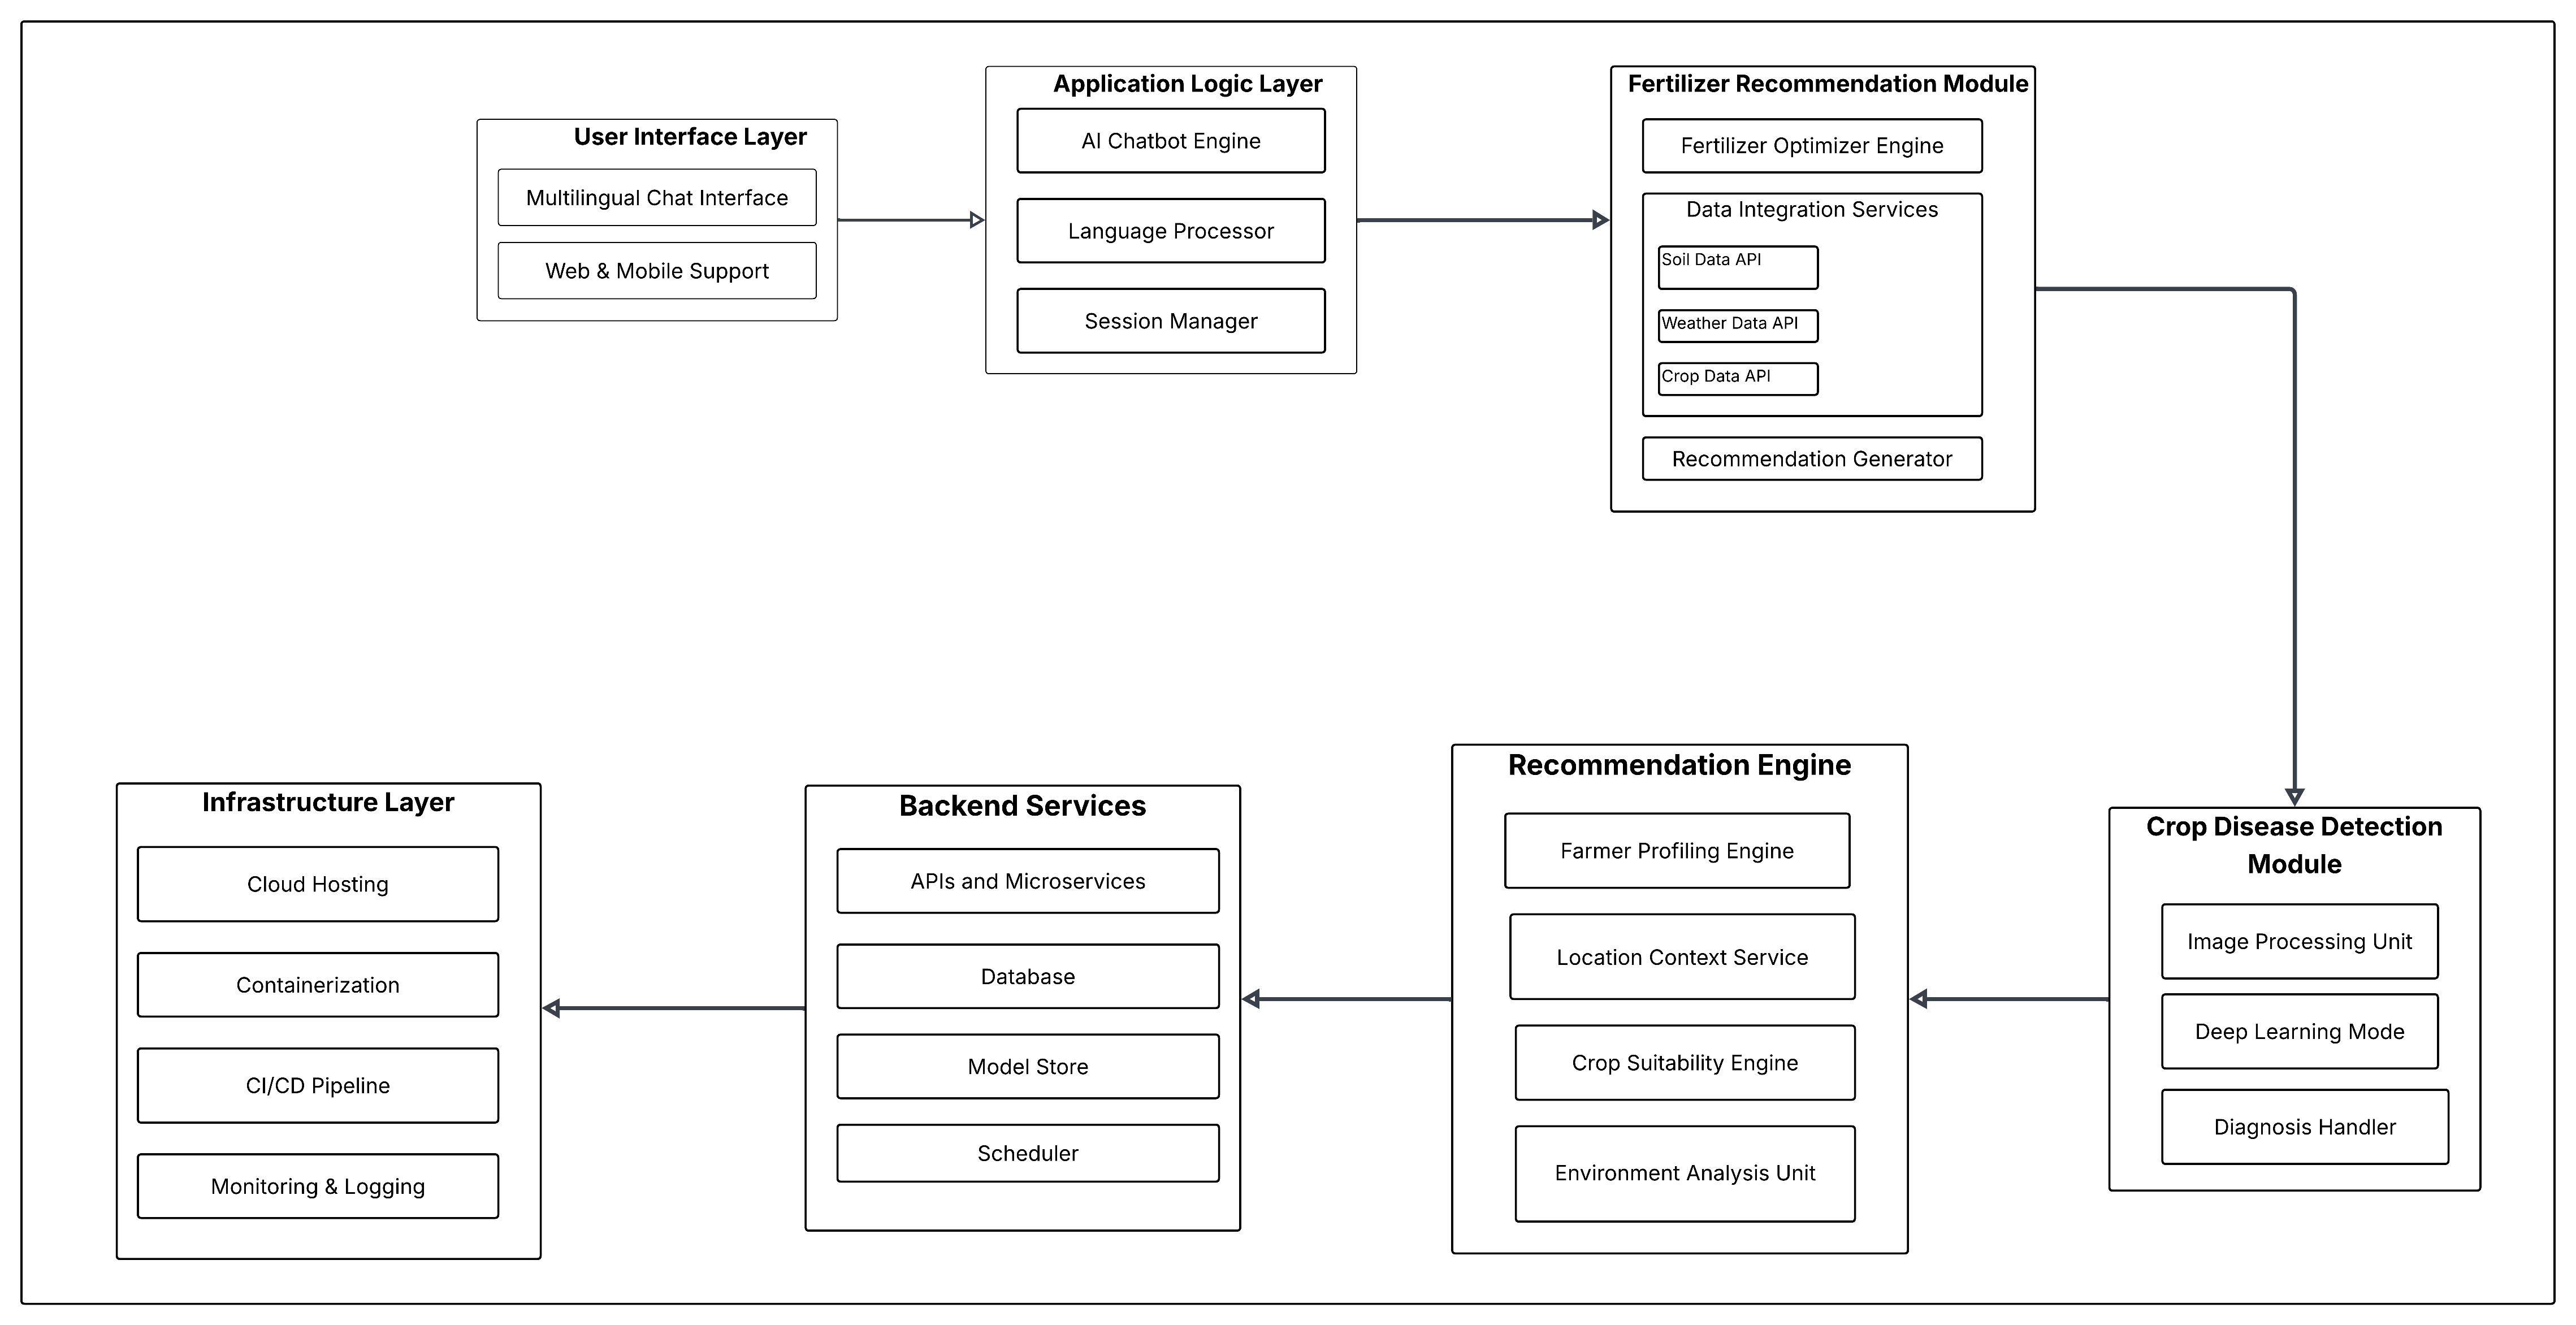 User Interface Layer
Multilingual Chat Interface
Web & Mobile Support
Application Logic Layer
AI Chatbot Engine
Language Processor
Session Manager
Fertilizer Recommendation Module
Fertilizer Optimizer Engine
Data Integration Services
Soil Data API
Weather Data API
Crop Data API
Recommendation Generator
Crop Disease Detection
Module
Image Processing Unit
Deep Learning Mode
Diagnosis Handler
Recommendation Engine
Farmer Profiling Engine
Location Context Service
Crop Suitability Engine
Environment Analysis Unit
Backend Services
APIs and Microservices
Database
Model Store
Scheduler
Infrastructure Layer
Cloud Hosting
Containerization
CI/CD Pipeline
Monitoring & Logging